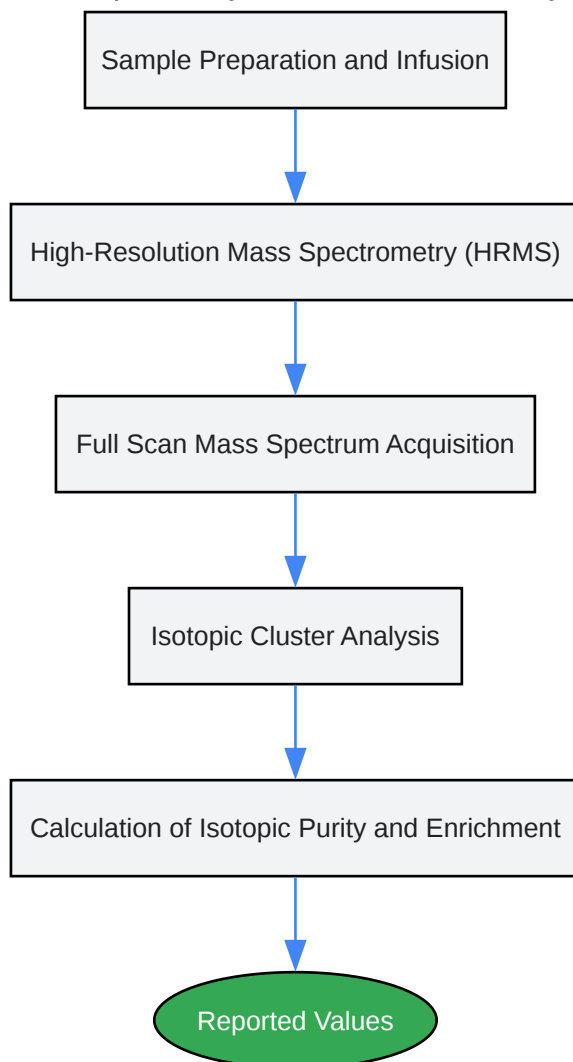 Sample Preparation and Infusion
High-Resolution Mass Spectrometry (HRMS)
Full Scan Mass Spectrum Acquisition
Isotopic Cluster Analysis
Calculation of Isotopic Purity and Enrichment
Reported Values